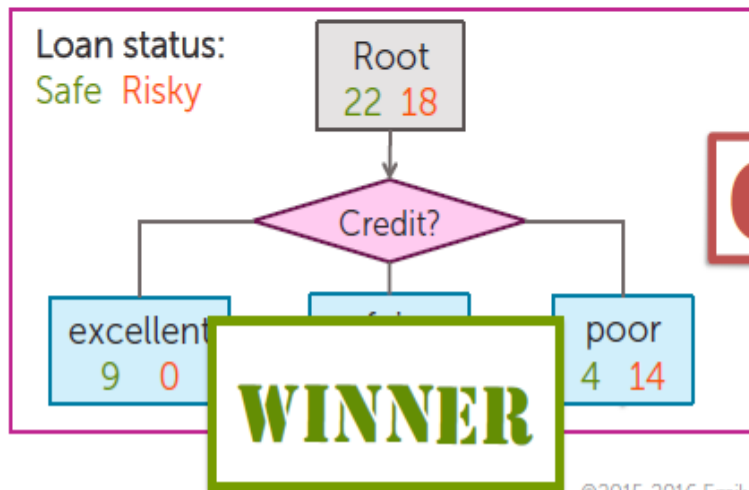 Loan status:
Safe Risky
Root
22 18
Credit?
excellent
9 0
poor
4 14
WINNER